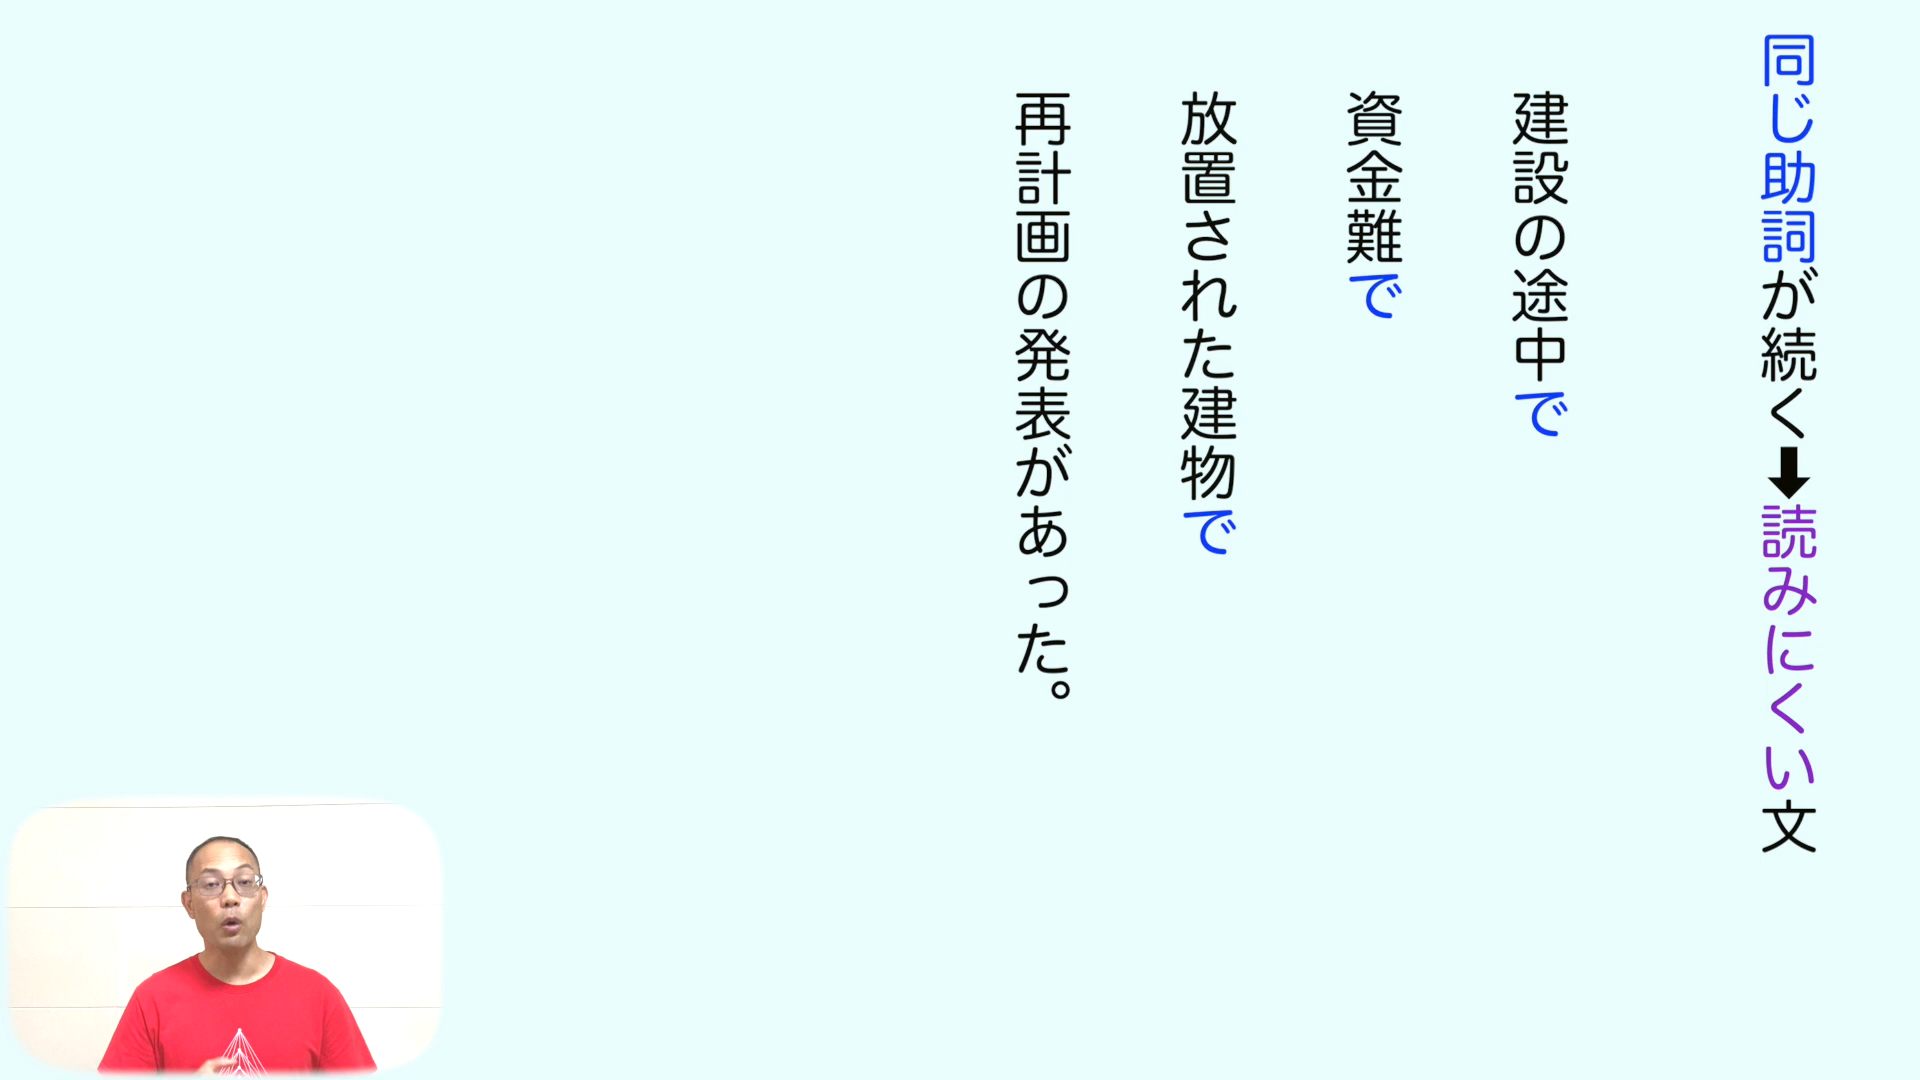 同じ助詞が続く➡読みにくい文
建設の途中で
資金難で
放置された建物で
再計画の発表があった。